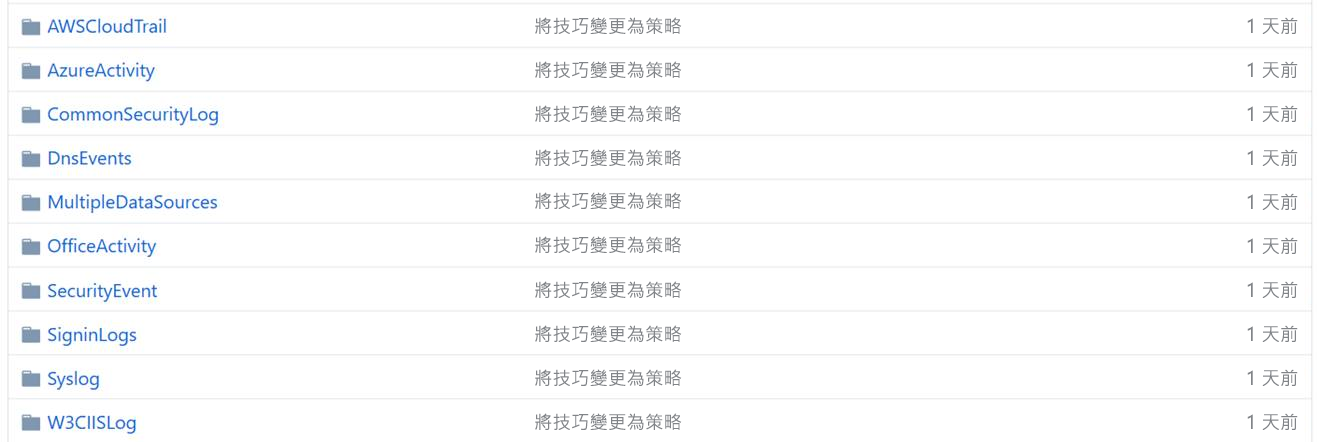 AWSCloudTrail 將技巧變更為策略 1 天前
AzureActivity 將技巧變更為策略 1 天前
CommonSecurityLog 將技巧變更為策略 1 天前
DnsEvents 將技巧變更為策略 1 天前
MultipleDataSources 將技巧變更為策略 1 天前
OfficeActivity 將技巧變更為策略 1 天前
SecurityEvent 將技巧變更為策略 1 天前
SigninLogs 將技巧變更為策略 1 天前
Syslog 將技巧變更為策略 1 天前
W3CIISLog 將技巧變更為策略 1 天前